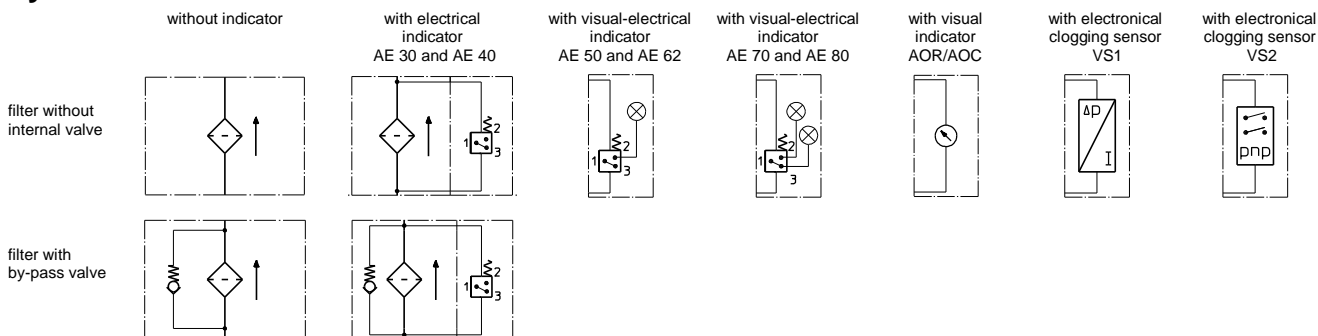 without indicator
with electrical
indicator
AE 30 and AE 40
with visual-electrical
indicator
AE 50 and AE 62
with visual-electrical
indicator
AE 70 and AE 80
with visual
indicator
AOR/AOC
with electronical
clogging sensor
VS1
with electronical
clogging sensor
VS2
filter without
internal valve
1
2
3
1
2
3
1
2
3
Δp
I
pnp
filter with
by-pass valve
1
2
3